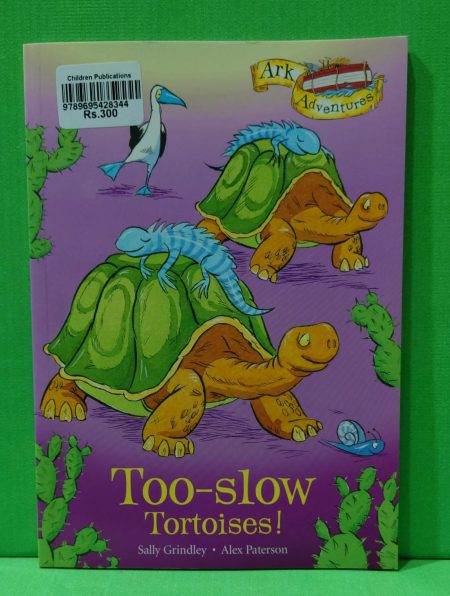 Children Publications
9789695428344
Rs.300
Ark
Adventures
Too-slow
Tortoises!
Sally Grindley • Alex Paterson